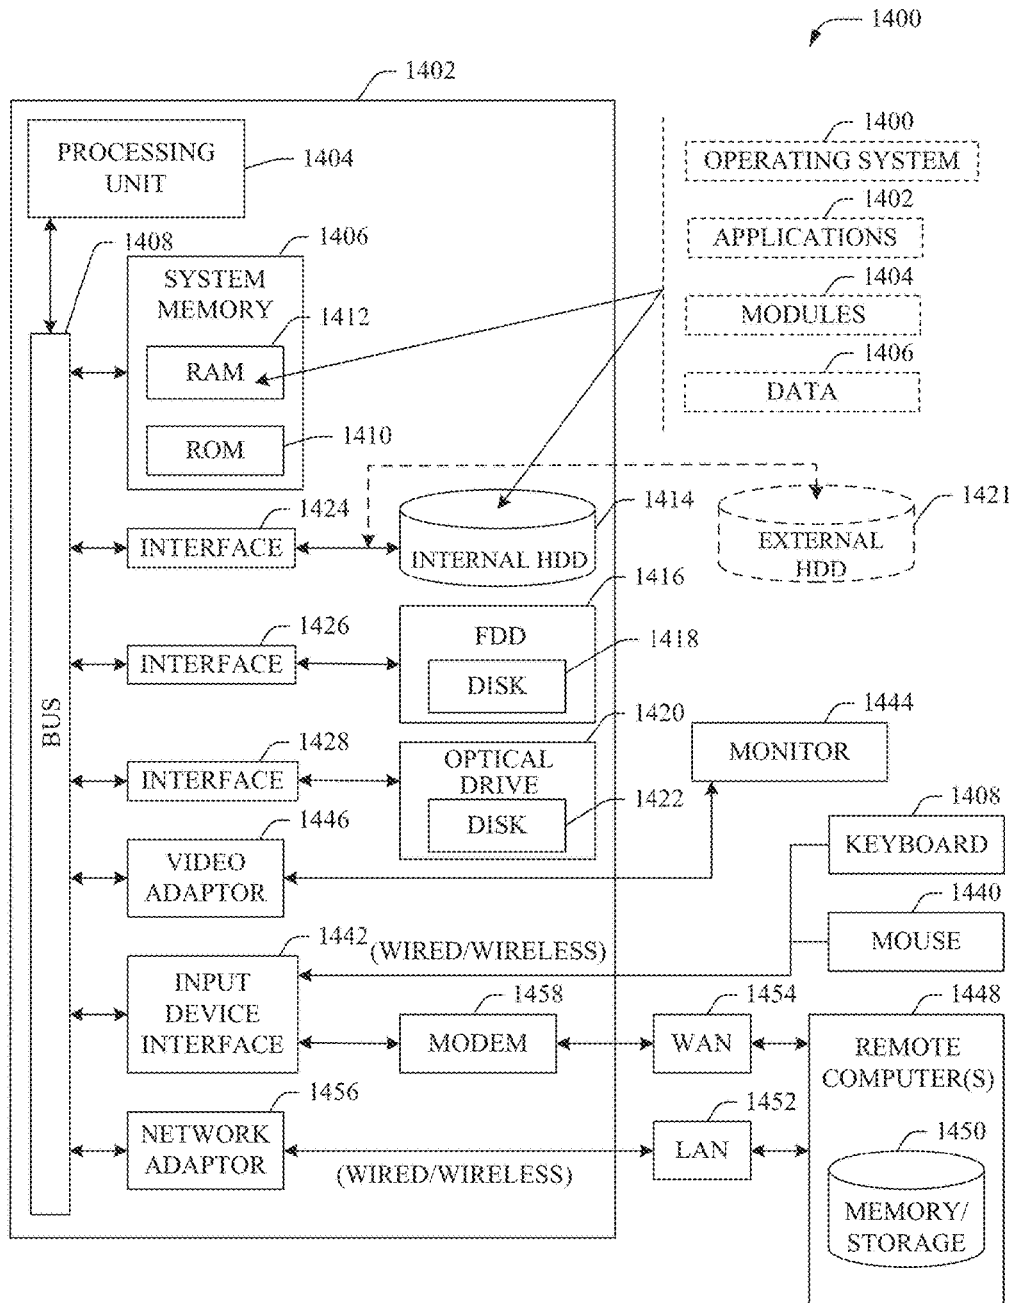 1400
1402
PROCESSING
UNIT
1404
1400
OPERATING SYSTEM
1402
APPLICATIONS
1404
MODULES
1406
DATA
1408
1406
SYSTEM
MEMORY
1412
RAM
1410
ROM
BUS
1424
INTERFACE
1414
INTERNAL HDD
1421
EXTERNAL
HDD
1426
INTERFACE
1416
FDD
1418
DISK
1428
INTERFACE
1420
OPTICAL
DRIVE
1422
DISK
1444
MONITOR
1446
VIDEO
ADAPTOR
1408
KEYBOARD
1440
MOUSE
1442
(WIRED/WIRELESS)
INPUT
DEVICE
INTERFACE
1458
MODEM
1454
WAN
1448
REMOTE
COMPUTER(S)
1456
NETWORK
ADAPTOR
(WIRED/WIRELESS)
1452
LAN
1450
MEMORY/
STORAGE